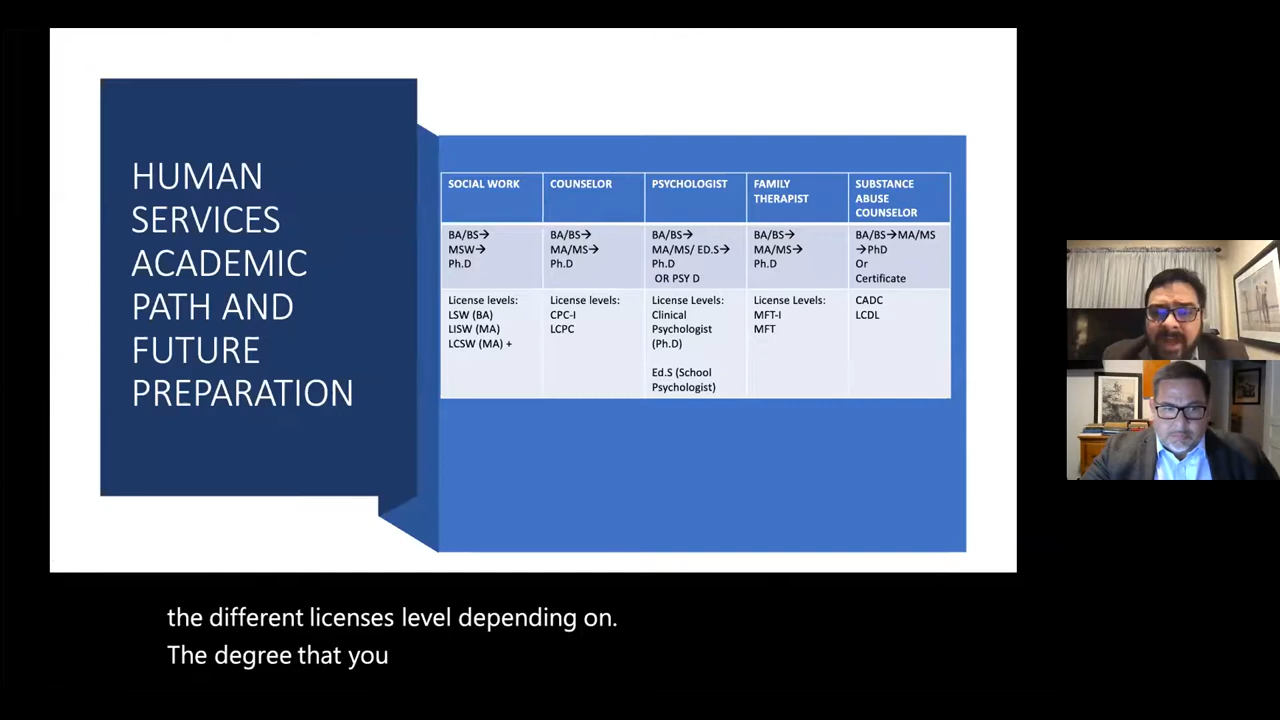 HUMAN
SERVICES
ACADEMIC
PATH AND
FUTURE
PREPARATION
SOCIAL WORK
COUNSELOR
PSYCHOLOGIST
FAMILY
THERAPIST
SUBSTANCE
ABUSE
COUNSELOR
BA/BS→
MSW→
Ph.D
BA/BS→
MA/MS→
Ph.D
BA/BS→
MA/MS/ ED.S→
Ph.D
OR PSY D
BA/BS→
MA/MS→
Ph.D
BA/BS→MA/MS
→PhD
Or
Certificate
License levels:
LSW (BA)
LISW (MA)
LCSW (MA) +
License levels:
CPC-I
LCPC
License Levels:
Clinical
Psychologist
(Ph.D)
Ed.S (School
Psychologist)
License Levels:
MFT-I
MFT
CADC
LCDL
the different licenses level depending on.
The degree that you